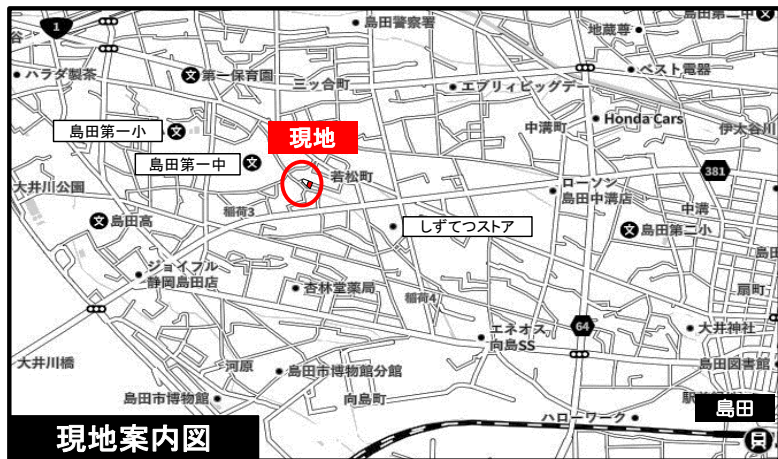 1
島田警察署
島田第二中
谷
地蔵尊
ハラダ製茶
文
第一保育園
三ッ合町
エブリィビッグデー
ベスト電器
島田第一小
文
現地
中溝町
Honda Cars
伊太谷川
島田第一中
文
若松町
381
大井川公園
文
島田高
稲荷3
ローソン
島田中溝店
中溝
しずてつストア
文
島田第二小
ジョイフル
静岡島田店
杏林堂薬局
稲荷4
扇町
エネオス
向島SS
64
大井神社
大井川橋
河原
島田市博物館分館
島田図書館
島田市博物館
向島町
ハローワーク
島田
現地案内図